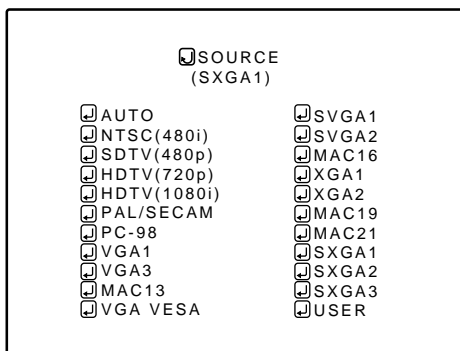 SOURCE
(SXGA1)
AUTO
NTSC(480i)
SDTV(480p)
HDTV(720p)
HDTV(1080i)
PAL/SECAM
PC-98
VGA1
VGA3
MAC13
VGA VESA
SVGA1
SVGA2
MAC16
XGA1
XGA2
MAC19
MAC21
SXGA1
SXGA2
SXGA3
USER